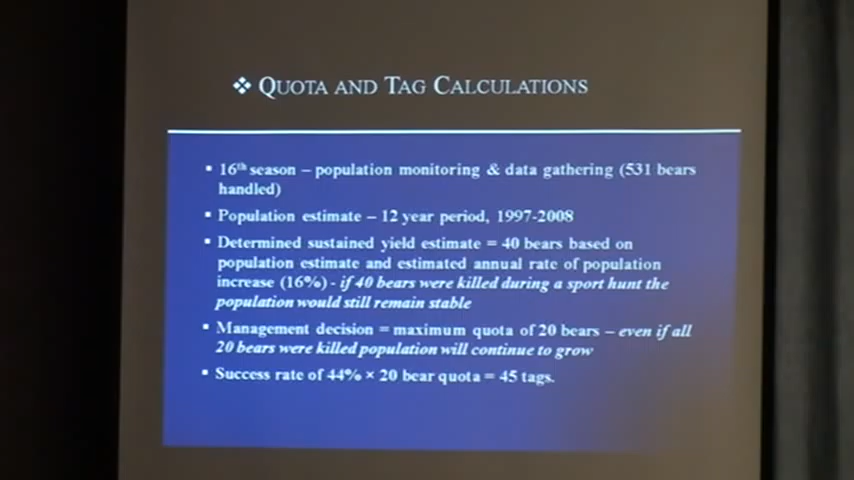 ❖ QUOTA AND TAG CALCULATIONS
▪ 16th season – population monitoring & data gathering (531 bears
handled)
▪ Population estimate – 12 year period, 1997-2008
▪ Determined sustained yield estimate = 40 bears based on
population estimate and estimated annual rate of population
increase (16%) - if 40 bears were killed during a sport hunt the
population would still remain stable
▪ Management decision = maximum quota of 20 bears – even if all
20 bears were killed population will continue to grow
▪ Success rate of 44% × 20 bear quota = 45 tags.